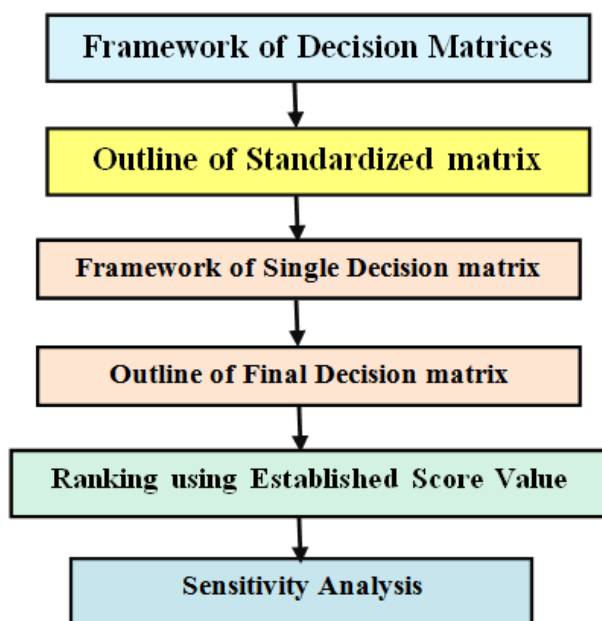 Framework of Decision Matrices
Outline of Standardized matrix
Framework of Single Decision matrix
Outline of Final Decision matrix
Ranking using Established Score Value
Sensitivity Analysis